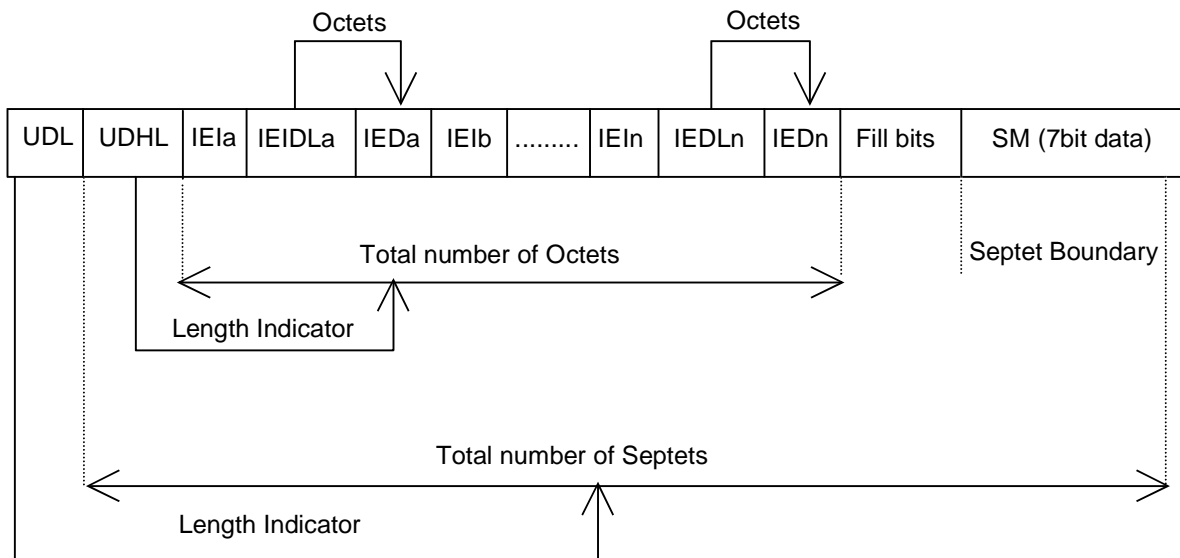 Octets Octets
UDL UDHL IEIa IEIDLa IEDa IEIb ......... IEIn IEDLn IEDn Fill bits SM (7bit data)
Total number of Octets
Septet Boundary
Length Indicator
Total number of Septets
Length Indicator